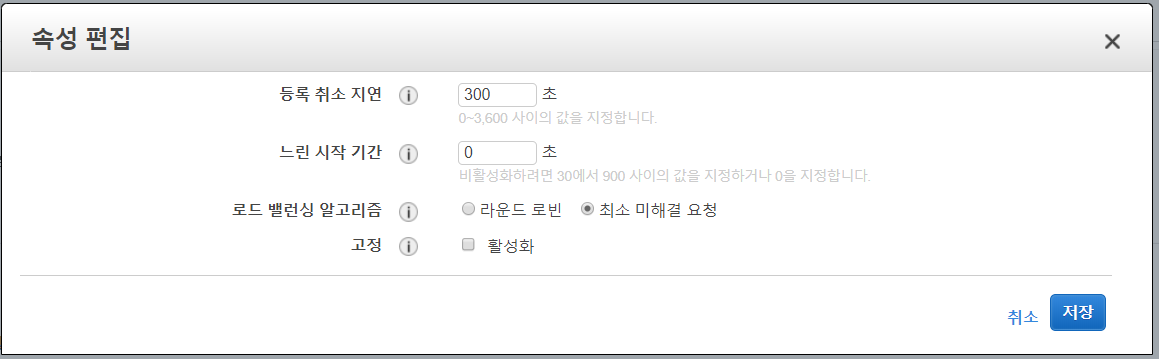 속성 편집
등록 취소 지연 300 초
0~3,600 사이의 값을 지정합니다.
느린 시작 기간 0 초
비활성화하려면 30에서 900 사이의 값을 지정하거나 0을 지정합니다.
로드 밸런싱 알고리즘 라운드 로빈 최소 미해결 요청
고정 활성화
취소 저장